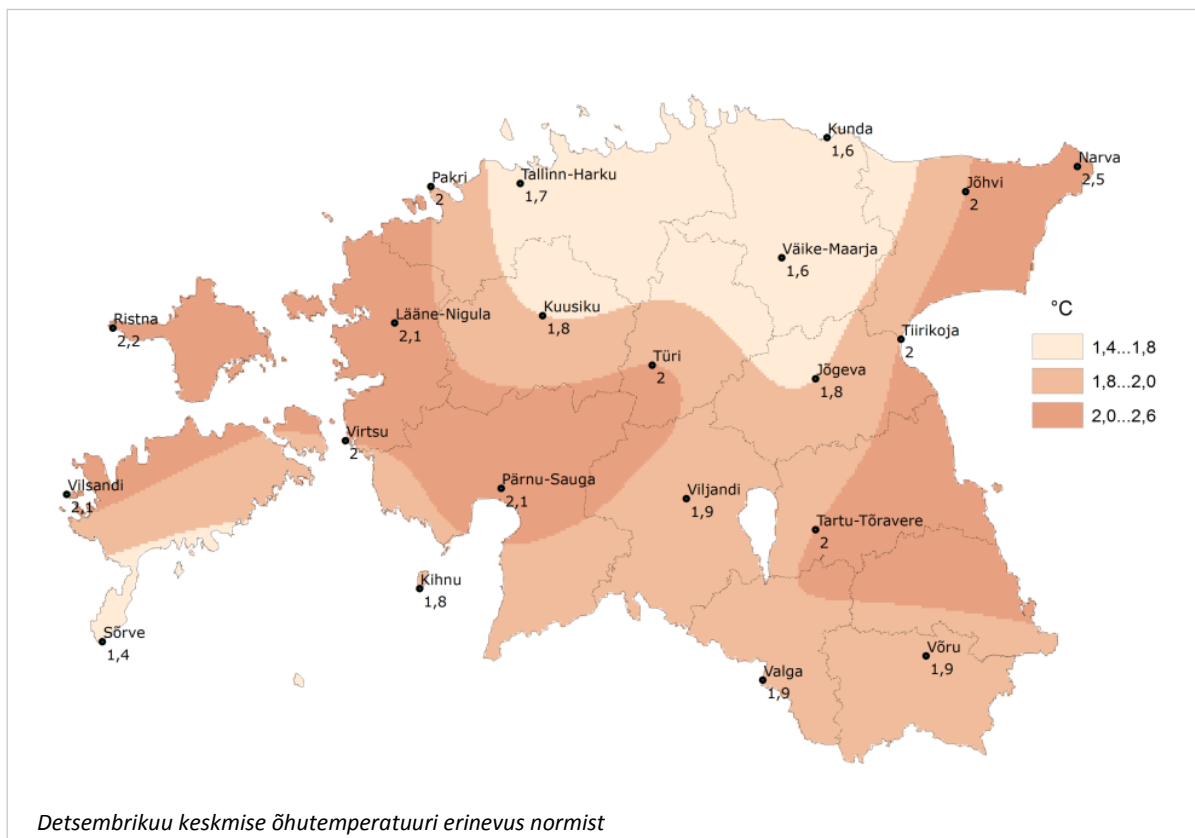 Kunda
1,6
Narva
2,5
Pakri
2
Tallinn-Harku
1,7
Jõhvi
2
Väike-Maarja
1,6
Ristna
2,2
Lääne-Nigula
2,1
Kuusiku
1,8
Tiirikoja
2
Türi
2
Jõgeva
1,8
°C
1,4...1,8
1,8...2,0
2,0...2,6
Virtsu
2
Vilsandi
2,1
Pärnu-Sauga
2,1
Viljandi
1,9
Tartu-Tõravere
2
Kihnu
1,8
Sõrve
1,4
Valga
1,9
Võru
1,9
Detsembrikuu keskmise õhutemperatuuri erinevus normist